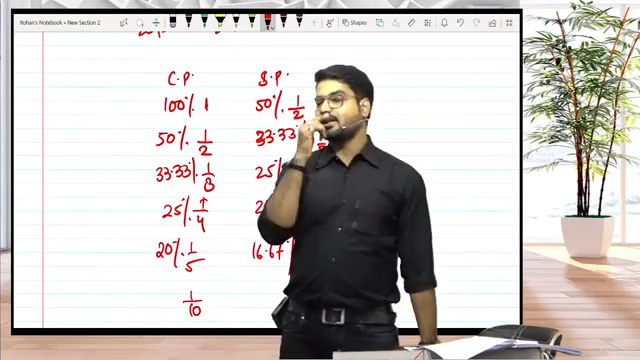 Rohan's Notebook » New Section 2
Shapes
C.P. S.P.
100% 1 50% 1/2
50% 1/2 33.33%
33.33% 1/3 25%
25% 1/4
20% 1/5 16.67%
1/10